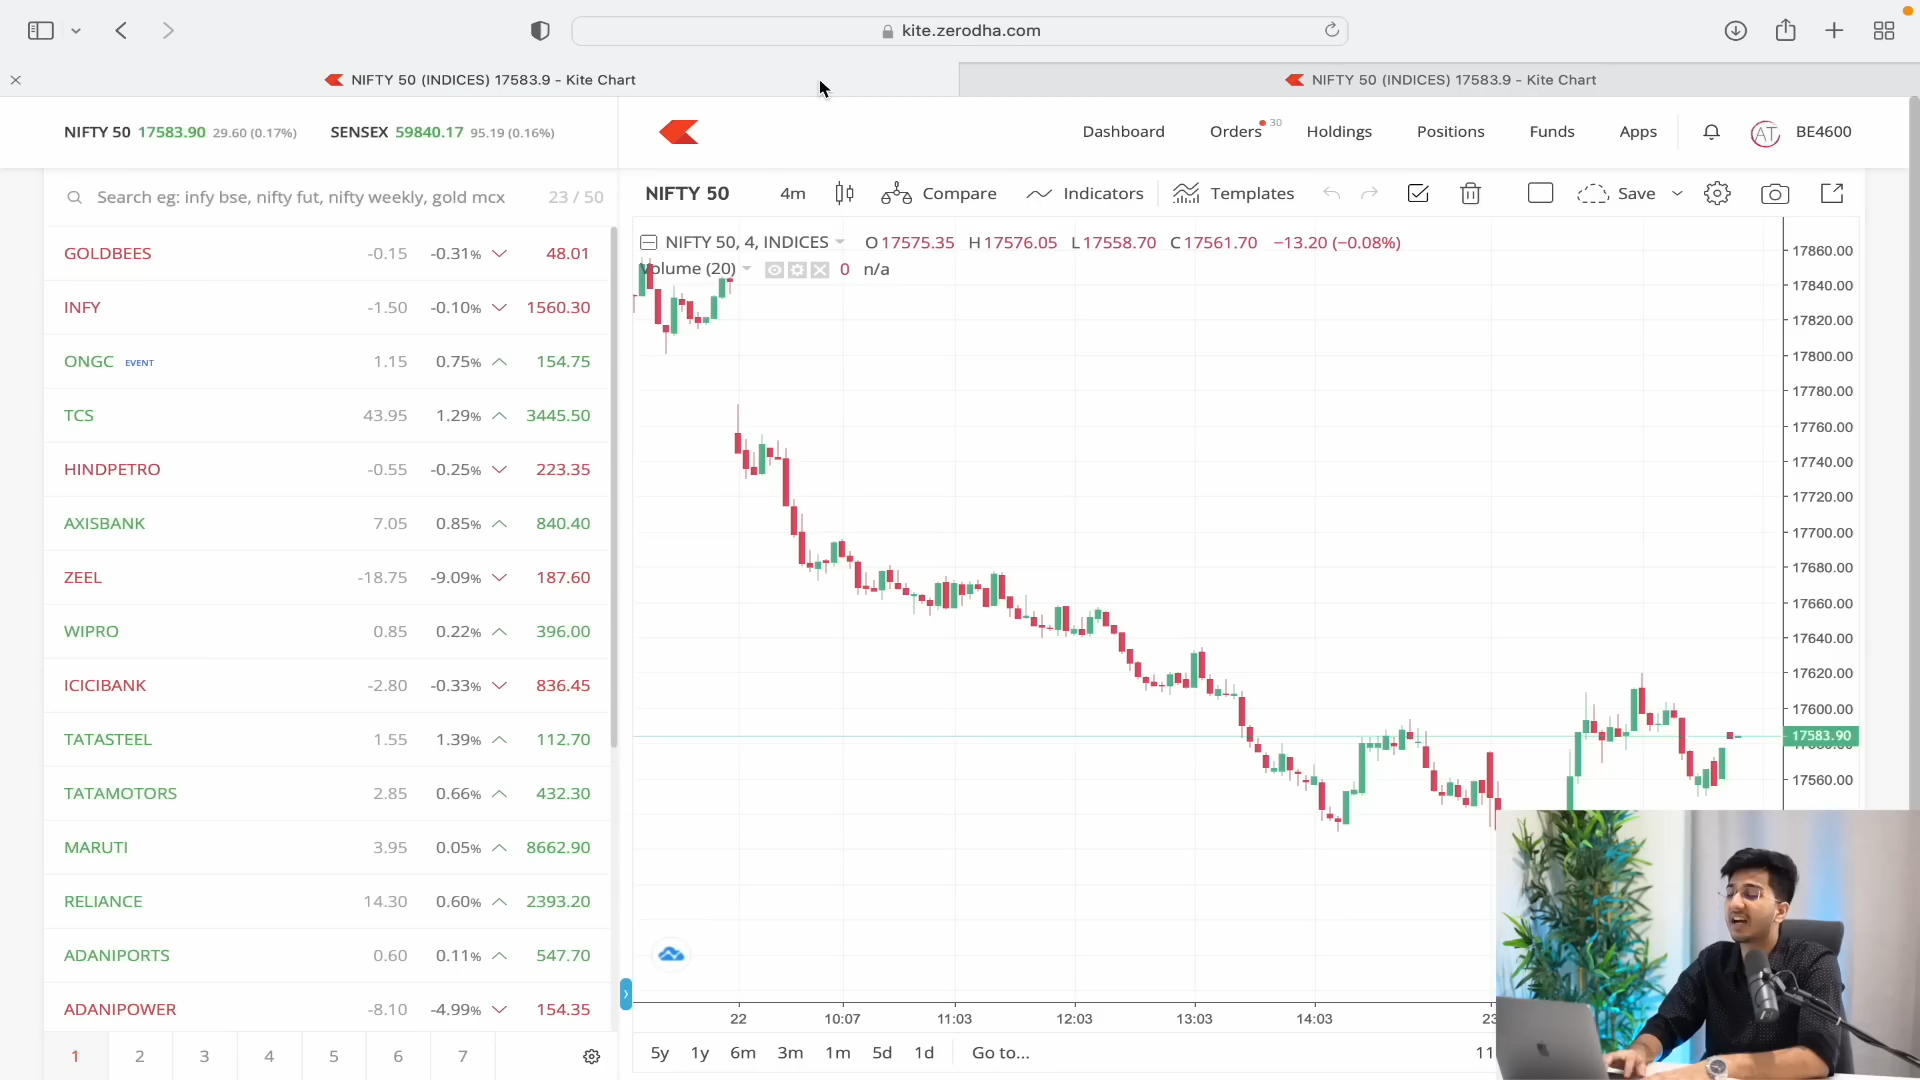 kite.zerodha.com
NIFTY 50 (INDICES) 17583.9 - Kite Chart
NIFTY 50 (INDICES) 17583.9 - Kite Chart
NIFTY 50 17583.90 29.60 (0.17%) SENSEX 59840.17 95.19 (0.16%)
Dashboard Orders 30 Holdings Positions Funds Apps AT BE4600
Search eg: infy bse, nifty fut, nifty weekly, gold mcx 23 / 50
NIFTY 50 4m Compare Indicators Templates Save
NIFTY 50, 4, INDICES O17575.35 H17576.05 L17558.70 C17561.70 −13.20 (−0.08%)
Volume (20) 0 n/a
GOLDBEES -0.15 -0.31% 48.01
INFY -1.50 -0.10% 1560.30
ONGC EVENT 1.15 0.75% 154.75
TCS 43.95 1.29% 3445.50
HINDPETRO -0.55 -0.25% 223.35
AXISBANK 7.05 0.85% 840.40
ZEEL -18.75 -9.09% 187.60
WIPRO 0.85 0.22% 396.00
ICICIBANK -2.80 -0.33% 836.45
TATASTEEL 1.55 1.39% 112.70
TATAMOTORS 2.85 0.66% 432.30
MARUTI 3.95 0.05% 8662.90
RELIANCE 14.30 0.60% 2393.20
ADANIPORTS 0.60 0.11% 547.70
ADANIPOWER -8.10 -4.99% 154.35
1 2 3 4 5 6 7
17860.00
17840.00
17820.00
17800.00
17780.00
17760.00
17740.00
17720.00
17700.00
17680.00
17660.00
17640.00
17620.00
17600.00
17583.90
17560.00
22 10:07 11:03 12:03 13:03 14:03 23
5y 1y 6m 3m 1m 5d 1d Go to... 11